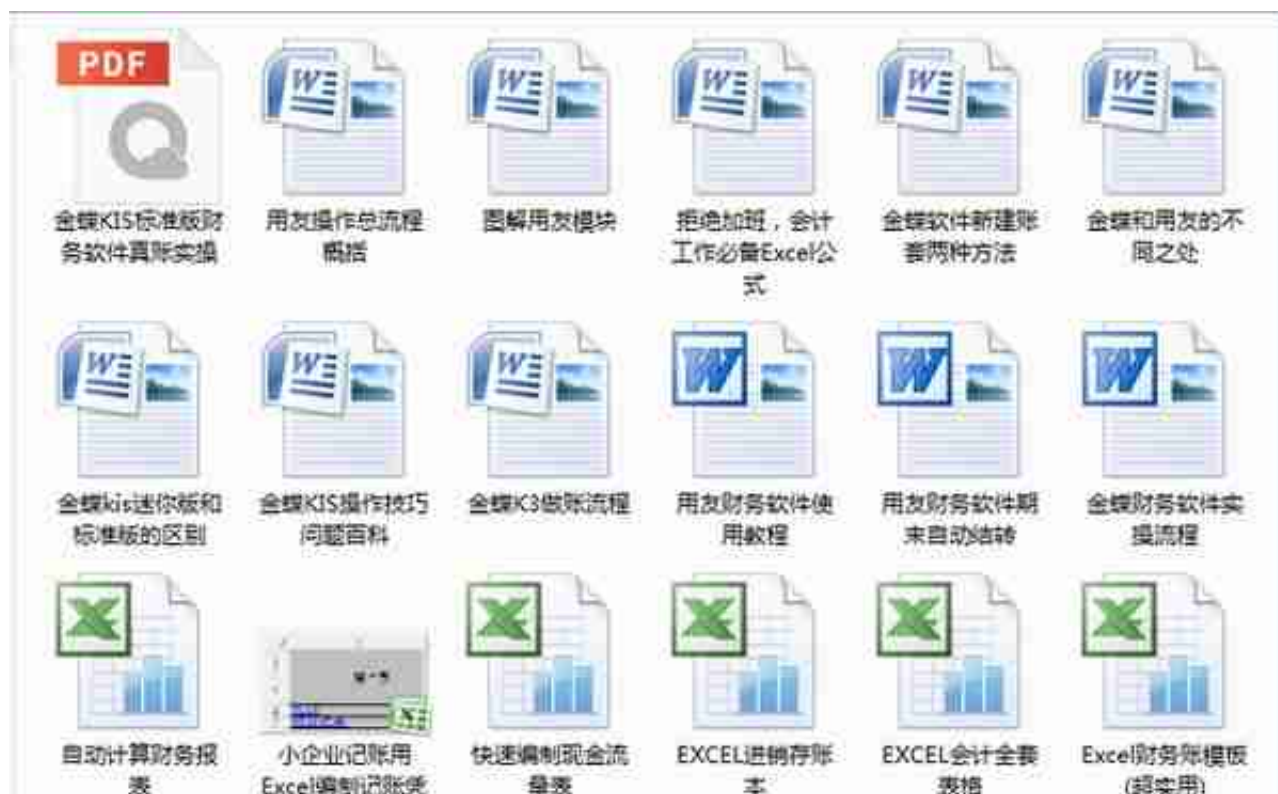 PDF
金蝶KIS标准版财
务软件真账实操
用友操作总流程
概括
图解用友模块
拒绝加班，会计
工作必备Excel公
式
金蝶软件新建账
套两种方法
金蝶和用友的不
同之处
金蝶kis迷你版和
标准版的区别
金蝶KIS操作技巧
问题百科
金蝶K3做账流程
用友财务软件使
用教程
用友财务软件期
末自动结转
金蝶财务软件实
操流程
自动计算财务报
表
小企业记账用
Excel编制记账凭
快速编制现金流
量表
EXCEL进销存账
本
EXCEL会计全套
表格
Excel财务账模板
(超实用)